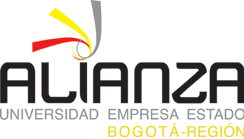 ALIANZA
UNIVERSIDAD EMPRESA ESTADO
BOGOTÁ-REGIÓN